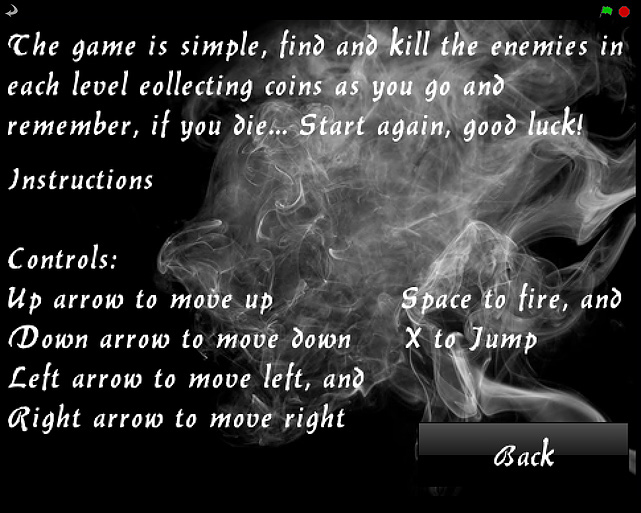 The game is simple, find and kill the enemies in
each level eollecting coins as you go and
remember, if you die... Start again, good luck!
Instructions
Controls:
Up arrow to move up
Down arrow to move down
Left arrow to move left, and
Right arrow to move right
Space to fire, and
X to Jump
Back